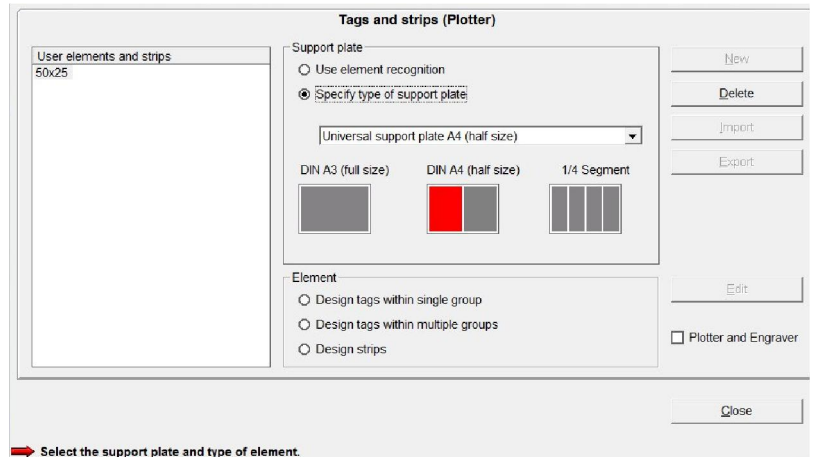 Tags and strips (Plotter)
User elements and strips
50x25
Support plate
Use element recognition
Specify type of support plate
Universal support plate A4 (half size)
DIN A3 (full size) DIN A4 (half size) 1/4 Segment
Element
Design tags within single group
Design tags within multiple groups
Design strips
New
Delete
Import
Export
Edit
Plotter and Engraver
Close
Select the support plate and type of element.